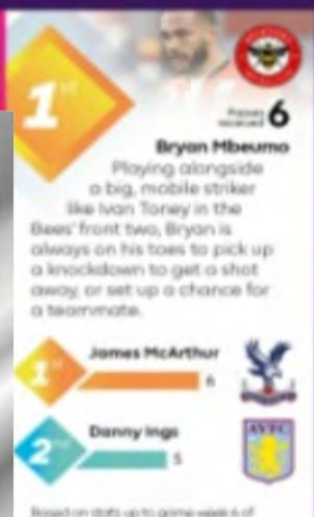 1ST
Passes
received 6
Bryan Mbeumo
Playing alongside
a big, mobile striker
like Ivan Toney in the
Bees' front two, Bryan is
always on his toes to pick up
a knockdown to get a shot
away, or set up a chance for
a teammate.
1ST
James McArthur
6
2ND
Danny Ings
5
AVFC
Based on stats up to game week 6 of